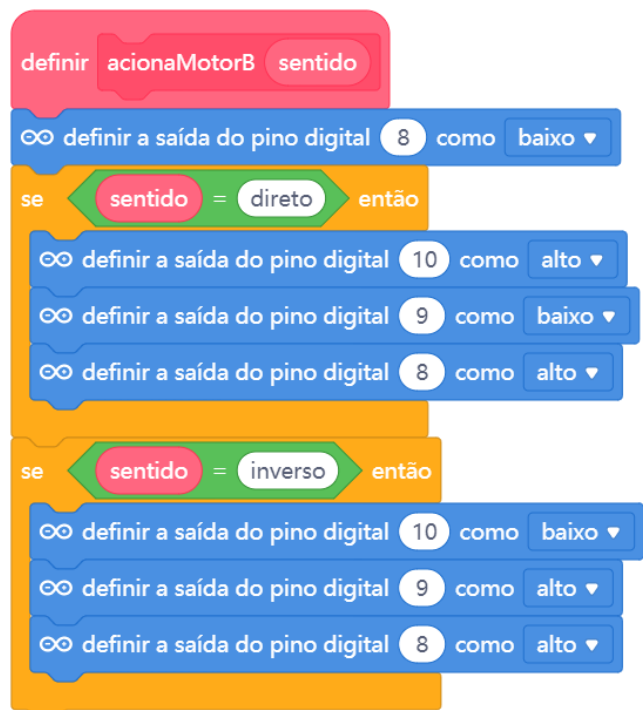 definir acionaMotorB sentido
definir a saída do pino digital 8 como baixo
se sentido = direto então
definir a saída do pino digital 10 como alto
definir a saída do pino digital 9 como baixo
definir a saída do pino digital 8 como alto
se sentido = inverso então
definir a saída do pino digital 10 como baixo
definir a saída do pino digital 9 como alto
definir a saída do pino digital 8 como alto